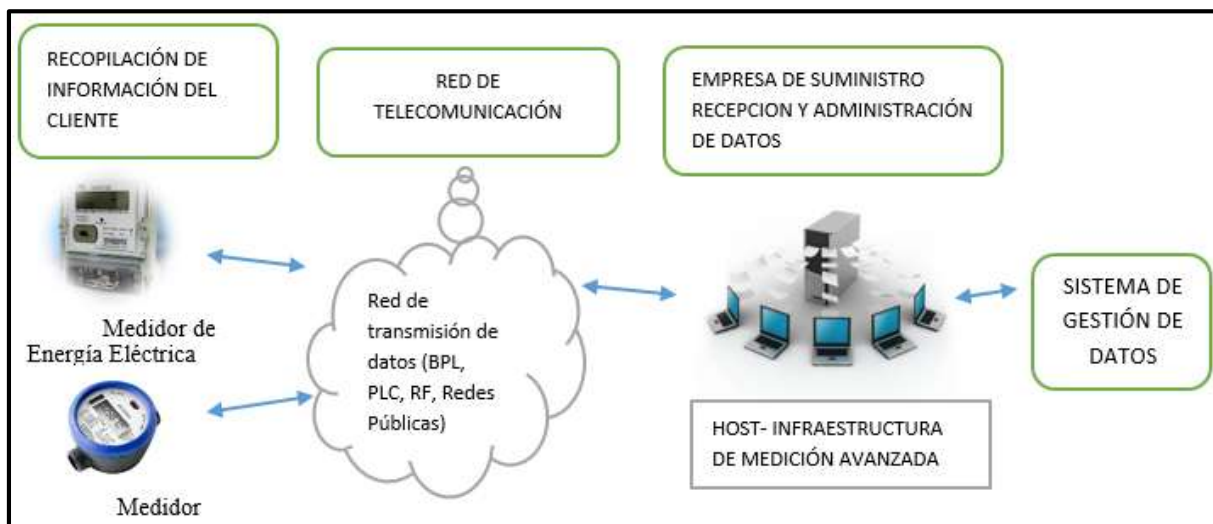 RECOPILACIÓN DE
INFORMACIÓN DEL
CLIENTE
RED DE
TELECOMUNICACIÓN
EMPRESA DE SUMINISTRO
RECEPCION Y ADMINISTRACIÓN
DE DATOS
Medidor de
Energía Eléctrica
Medidor
Red de
transmisión de
datos (BPL,
PLC, RF, Redes
Públicas)
HOST- INFRAESTRUCTURA
DE MEDICIÓN AVANZADA
SISTEMA DE
GESTIÓN DE
DATOS